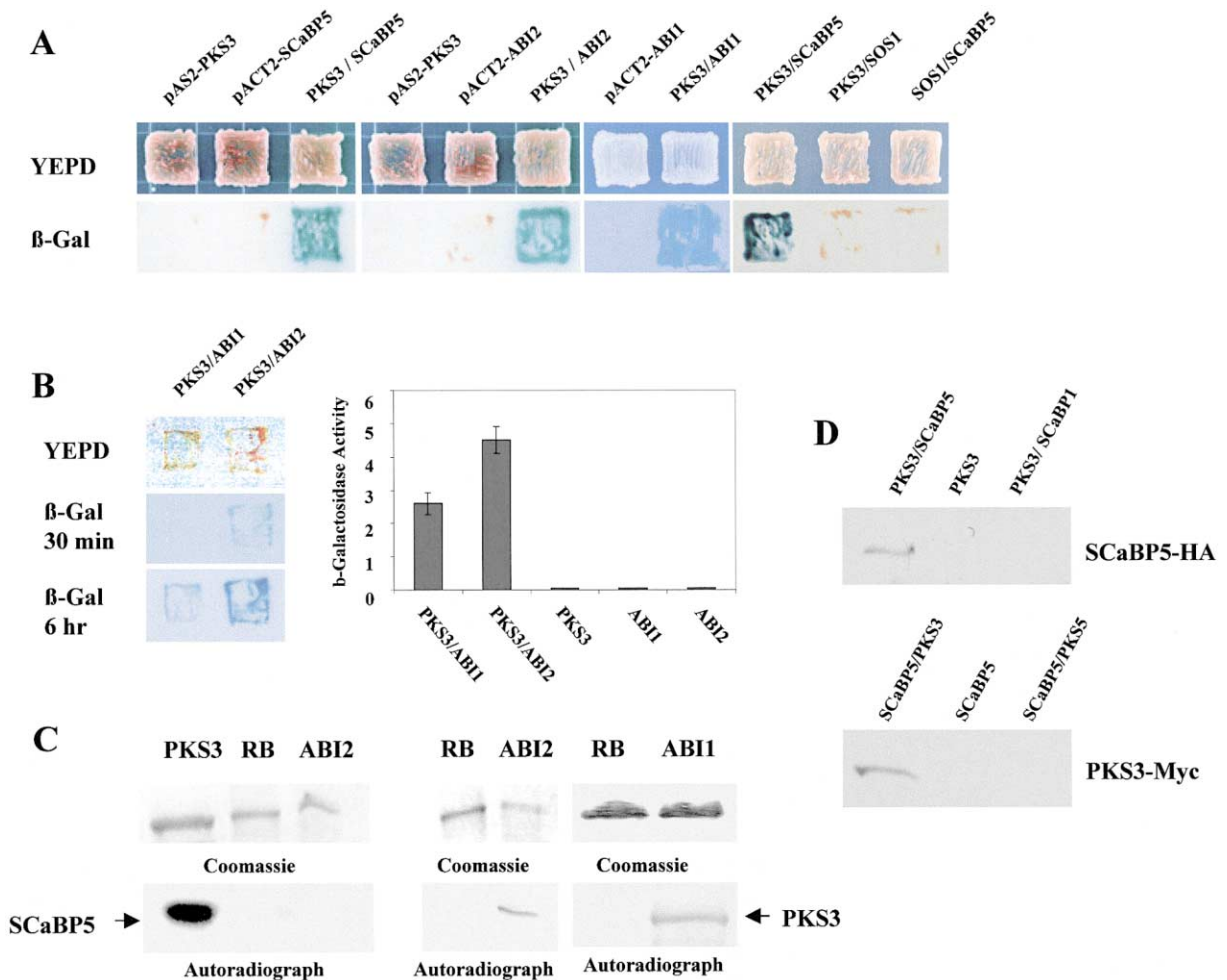 A
pAS2-PKS3
pACT2-SCaBP5
PKS3 / SCaBP5
pAS2-PKS3
pACT2-ABI2
PKS3 / ABI2
pACT2-ABI1
PKS3/ABI1
PKS3/SCaBP5
PKS3/SOS1
SOS1/SCaBP5
YEPD
ß-Gal
B
PKS3/ABI1
PKS3/ABI2
YEPD
ß-Gal
30 min
ß-Gal
6 hr
b-Galactosidase Activity
6
5
4
3
2
1
0
PKS3/ABI1
PKS3/ABI2
PKS3
ABI1
ABI2
C
PKS3 RB ABI2
RB ABI2
RB ABI1
Coomassie
Coomassie
Coomassie
SCaBP5
PKS3
Autoradiograph
Autoradiograph
Autoradiograph
D
PKS3/SCaBP5
PKS3
PKS3/ SCaBP1
SCaBP5-HA
SCaBP5/PKS3
SCaBP5
SCaBP5/PKS5
PKS3-Myc